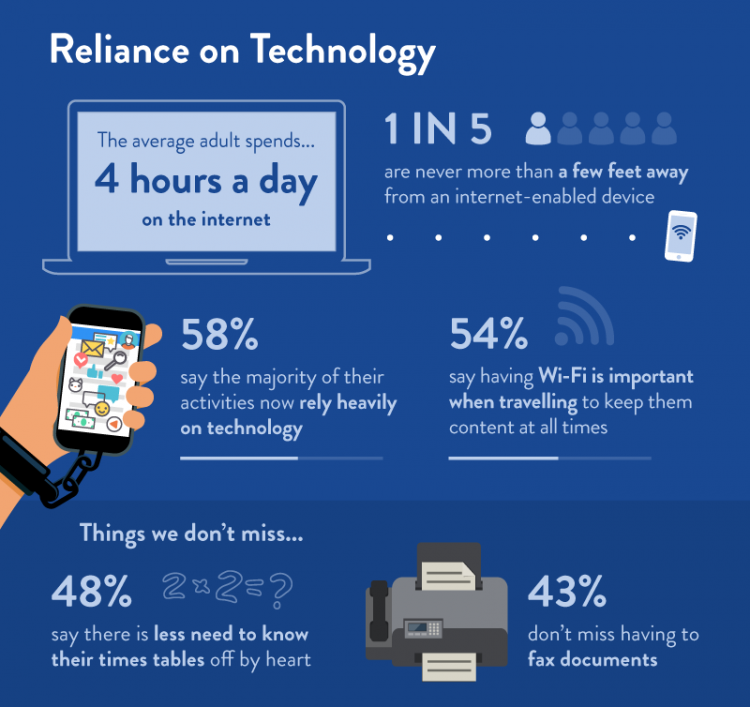 Reliance on Technology
The average adult spends...
4 hours a day
on the internet
1 IN 5
are never more than a few feet away
from an internet-enabled device
58%
say the majority of their
activities now rely heavily
on technology
54%
say having Wi-Fi is important
when travelling to keep them
content at all times
Things we don't miss...
48%
2×2=?
say there is less need to know
their times tables off by heart
43%
don't miss having to
fax documents